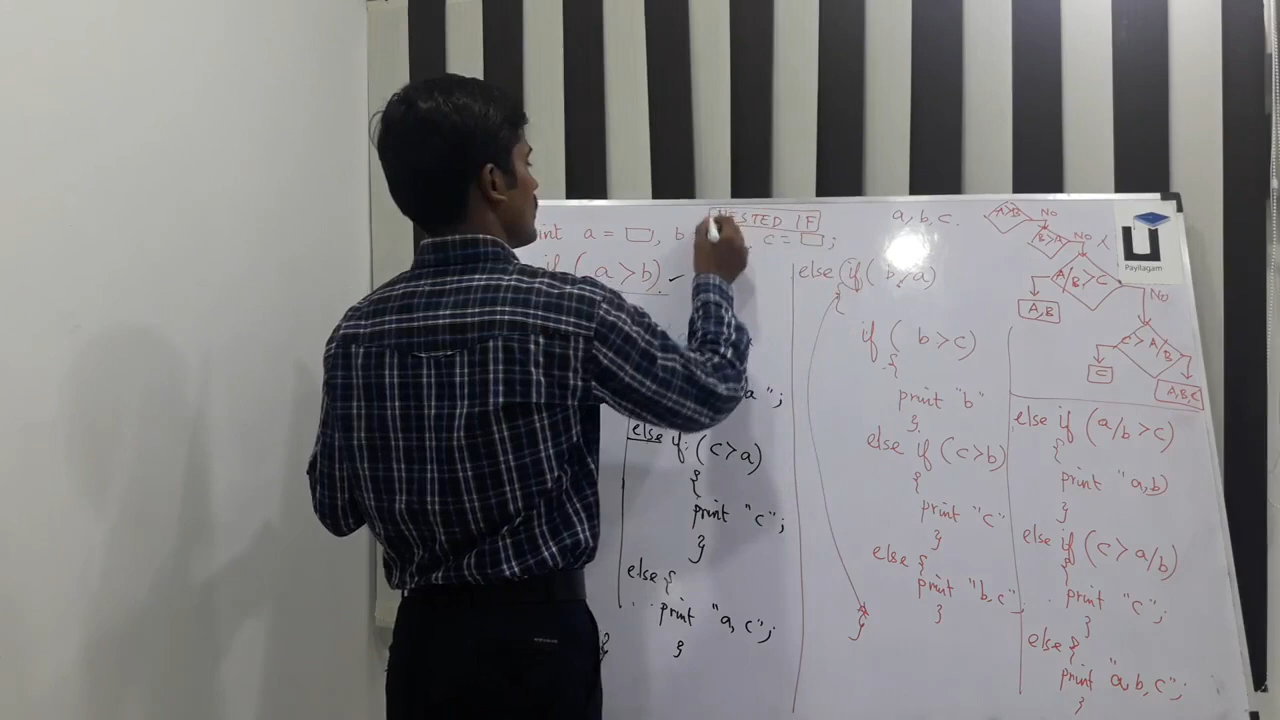 NESTED IF
a, b, c.
int a = , b = c = ;
if ( a > b)
a ";
else if (c > a)
{
print "c";
}
else {
print "a, c";
}
}
else if ( b , a)
{
if ( b > c)
{
print "b"
}
else if (c > b)
{
print "c"
}
else {
print "b, c";
}
}
A>B
No
B>A
No
A/B > C
A, B
No
C > A/B
C
A, B, C
Payilagam
else if (a/b > c)
{
print "a, b)
}
else if (c > a/b)
{
print "c";
}
else {
print "a, b, c";
}